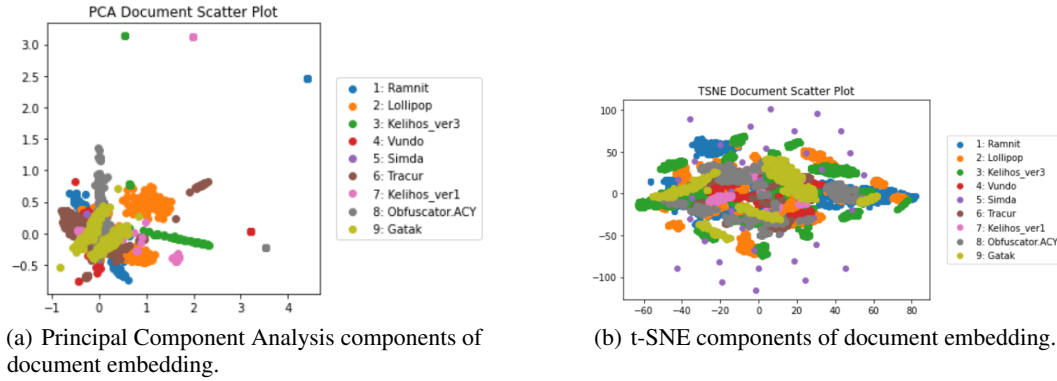 PCA Document Scatter Plot
3.0
2.5
2.0
1.5
1.0
0.5
0.0
−0.5
−1 0 1 2 3 4
1: Ramnit
2: Lollipop
3: Kelihos_ver3
4: Vundo
5: Simda
6: Tracur
7: Kelihos_ver1
8: Obfuscator.ACY
9: Gatak
(a) Principal Component Analysis components of
document embedding.
TSNE Document Scatter Plot
100
50
0
−50
−100
−60 −40 −20 0 20 40 60 80
1: Ramnit
2: Lollipop
3: Kelihos_ver3
4: Vundo
5: Simda
6: Tracur
7: Kelihos_ver1
8: Obfuscator.ACY
9: Gatak
(b) t-SNE components of document embedding.